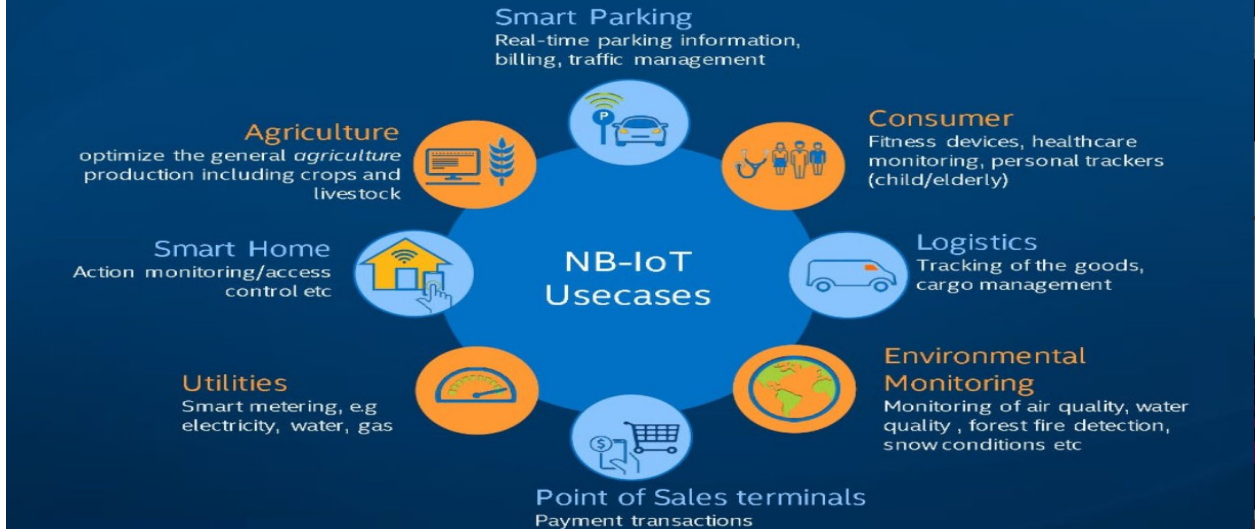 Smart Parking
Real-time parking information,
billing, traffic management
Agriculture
optimize the general agriculture
production including crops and
livestock
P
Consumer
Fitness devices, healthcare
monitoring, personal trackers
(child/elderly)
Smart Home
Action monitoring/access
control etc
NB-IoT
Usecases
Logistics
Tracking of the goods,
cargo management
Utilities
Smart metering, e.g
electricity, water, gas
Environmental
Monitoring
Monitoring of air quality, water
quality , forest fire detection,
snow conditions etc
$
Point of Sales terminals
Payment transactions